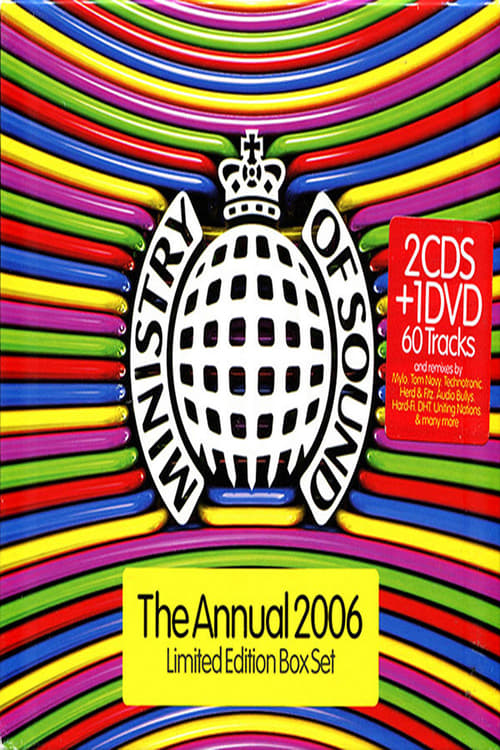 MINISTRY
OF SOUND
2CDS
+1DVD
60 Tracks
and remixes by
Mylo, Tom Novy, Technotronic,
Herd & Fitz, Audio Bullys,
Hard-Fi, DHT, Uniting Nations
& many more
The Annual 2006
Limited Edition Box Set